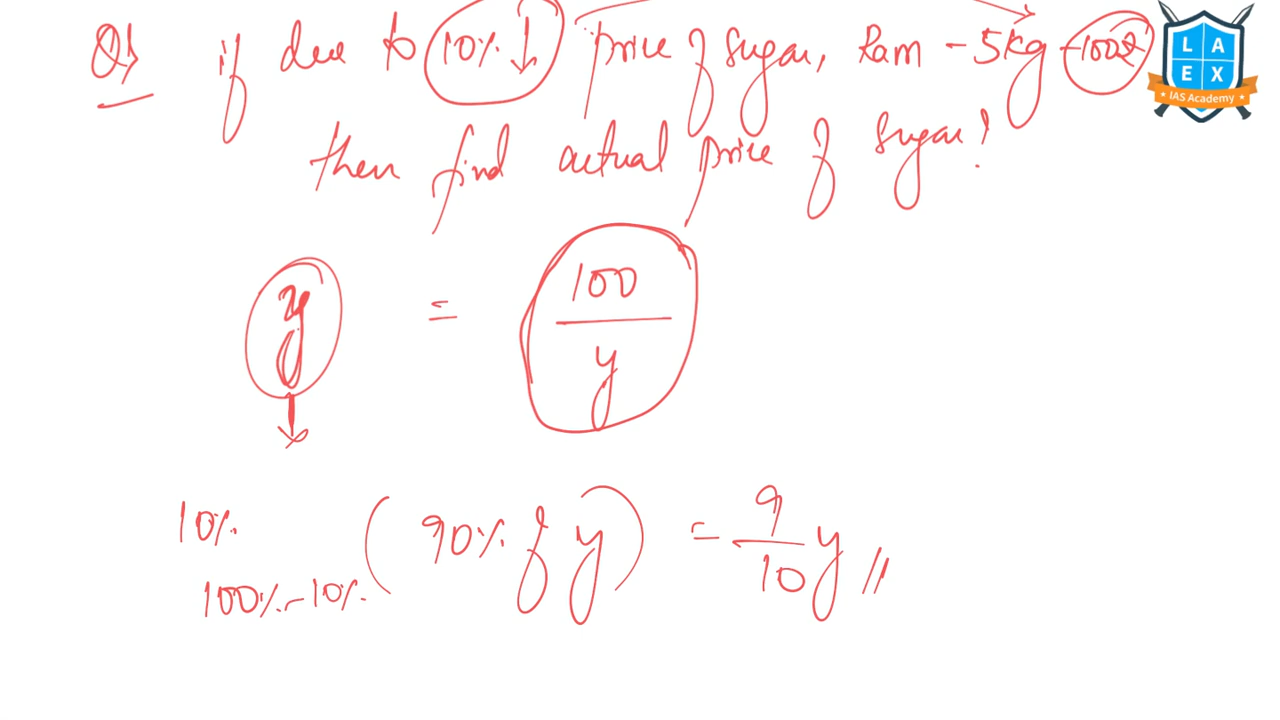 Q) if due to 10% ↓ price of sugar, Ram - 5kg - 100₹
then find actual price of sugar?
y = 100/y
10% (90% of y) = 9/10 y //
100% - 10%
L A
E X
IAS Academy